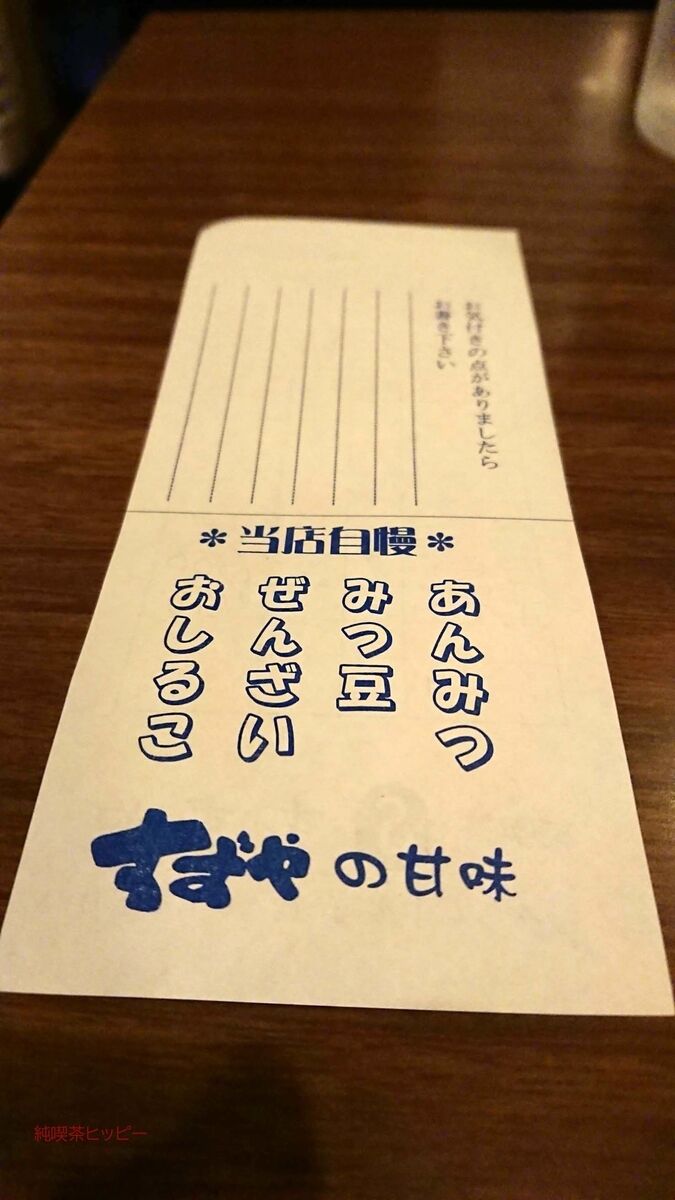 お気付きの点がありましたら
お書き下さい
＊当店自慢＊
あんみつ
みつ豆
ぜんざい
おしるこ
すずやの甘味
純喫茶ヒッピー